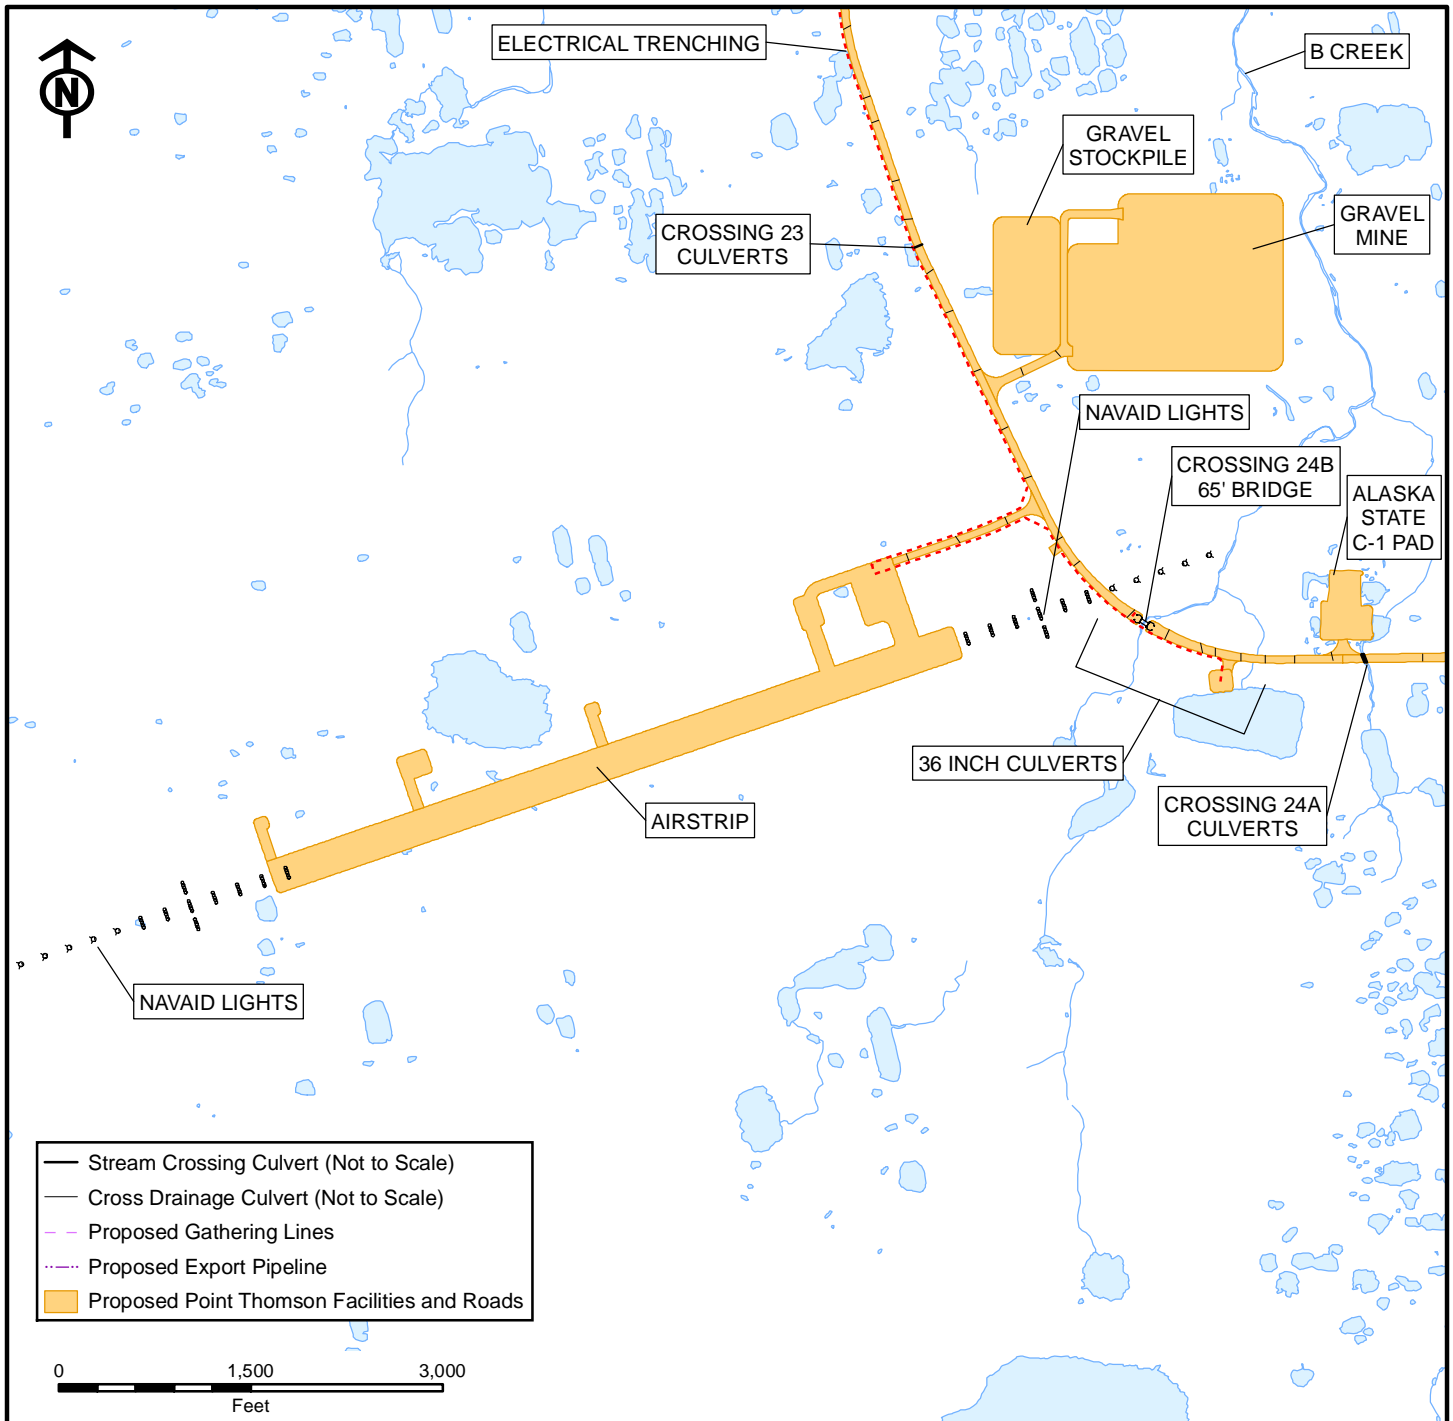 ELECTRICAL TRENCHING
B CREEK
N
GRAVEL
STOCKPILE
GRAVEL
MINE
CROSSING 23
CULVERTS
NAVAID LIGHTS
CROSSING 24B
65' BRIDGE
ALASKA
STATE
C-1 PAD
36 INCH CULVERTS
CROSSING 24A
CULVERTS
AIRSTRIP
NAVAID LIGHTS
Stream Crossing Culvert (Not to Scale)
Cross Drainage Culvert (Not to Scale)
Proposed Gathering Lines
Proposed Export Pipeline
Proposed Point Thomson Facilities and Roads
0 1,500 3,000
Feet